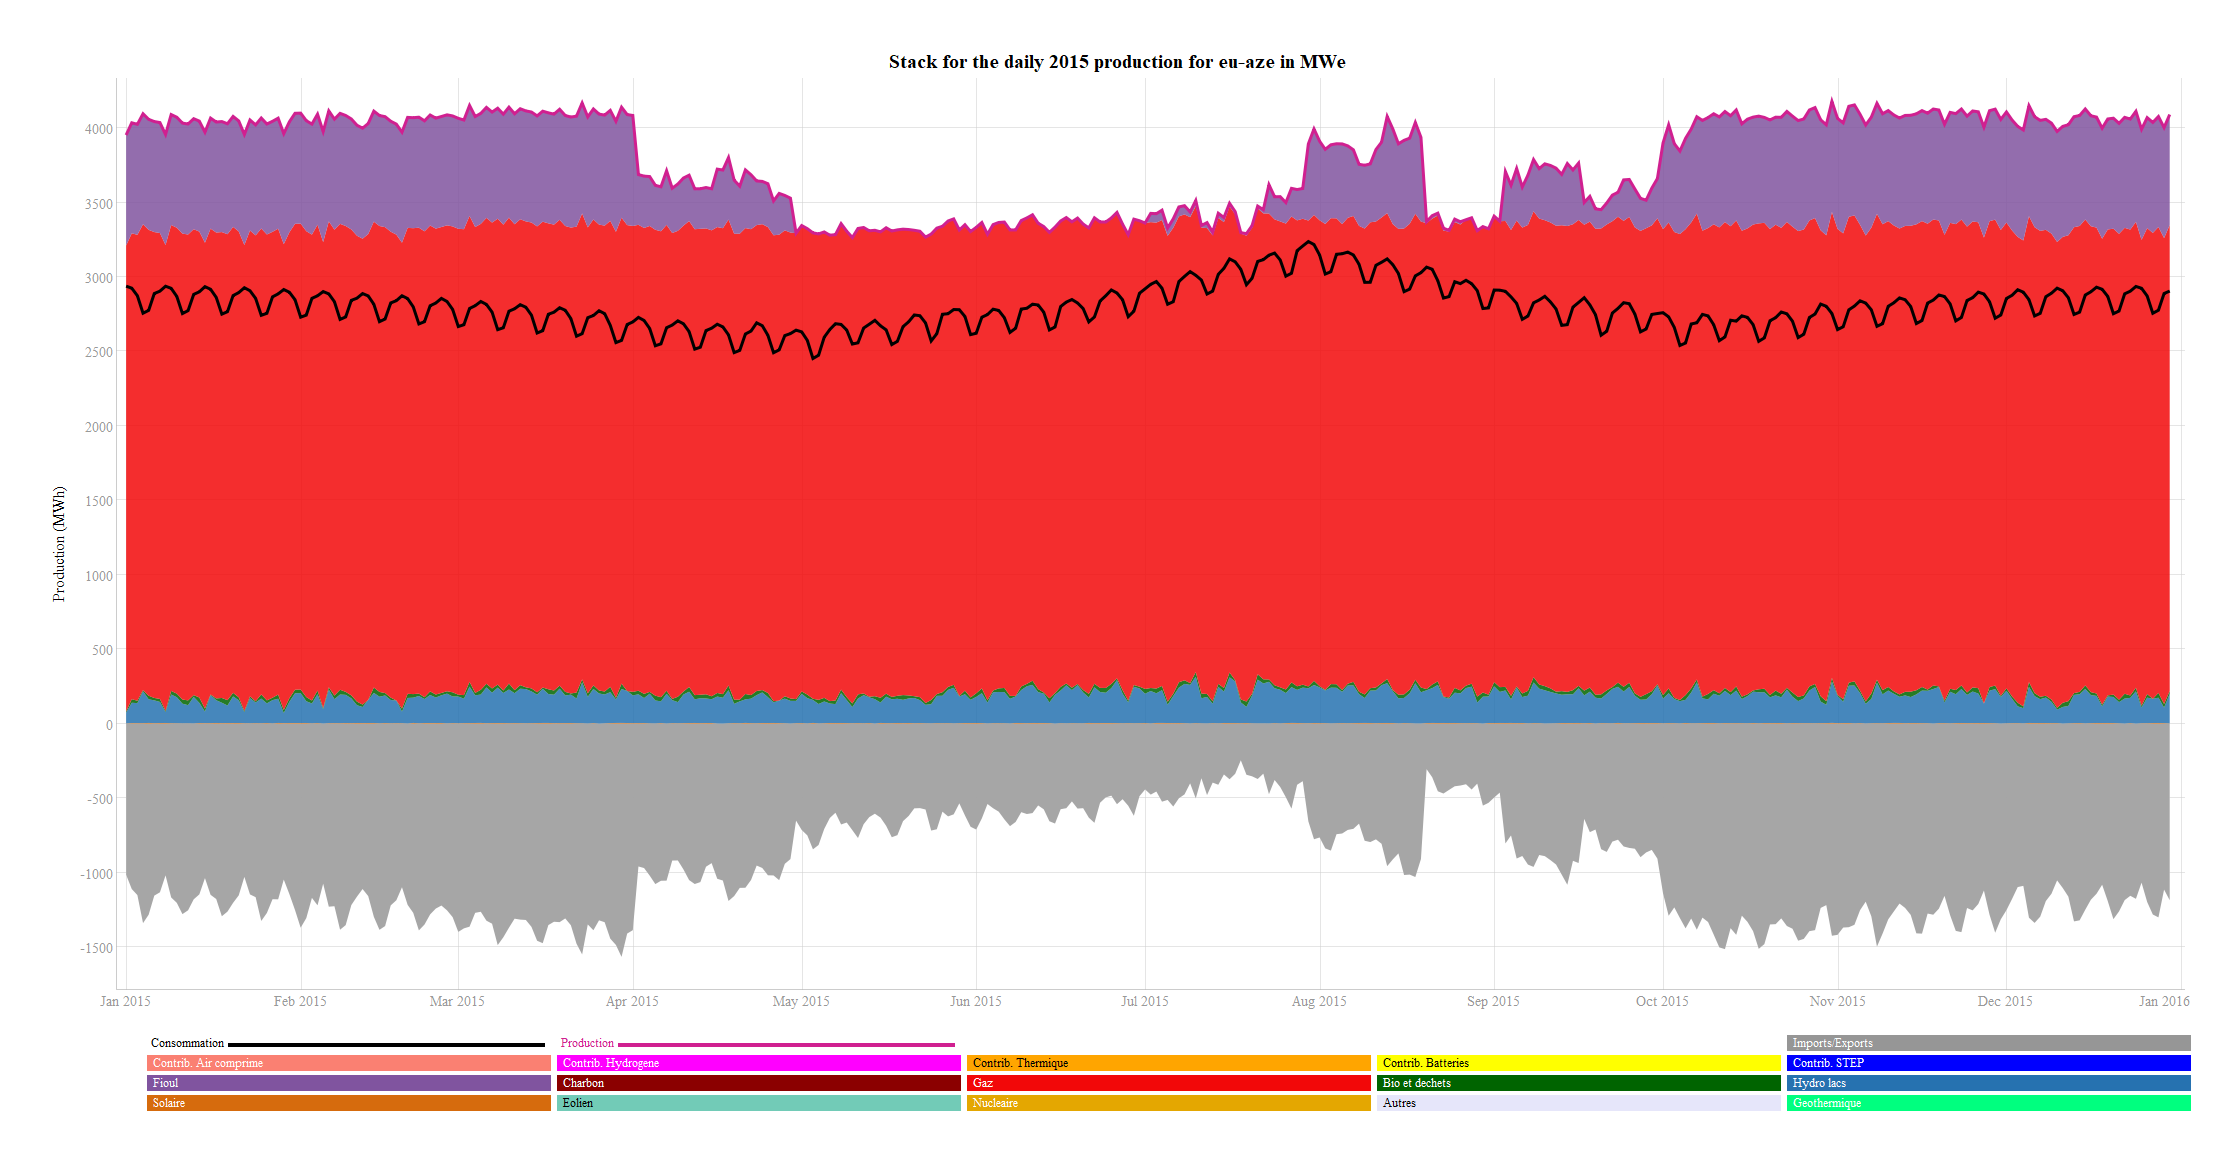 Stack for the daily 2015 production for eu-aze in MWe
Production (MWh)
4000
3500
3000
2500
2000
1500
1000
500
0
-500
-1000
-1500
Jan 2015 Feb 2015 Mar 2015 Apr 2015 May 2015 Jun 2015 Jul 2015 Aug 2015 Sep 2015 Oct 2015 Nov 2015 Dec 2015 Jan 2016
Consommation Production Imports/Exports
Contrib. Air comprime Contrib. Hydrogene Contrib. Thermique Contrib. Batteries Contrib. STEP
Fioul Charbon Gaz Bio et dechets Hydro lacs
Solaire Eolien Nucleaire Autres Geothermique